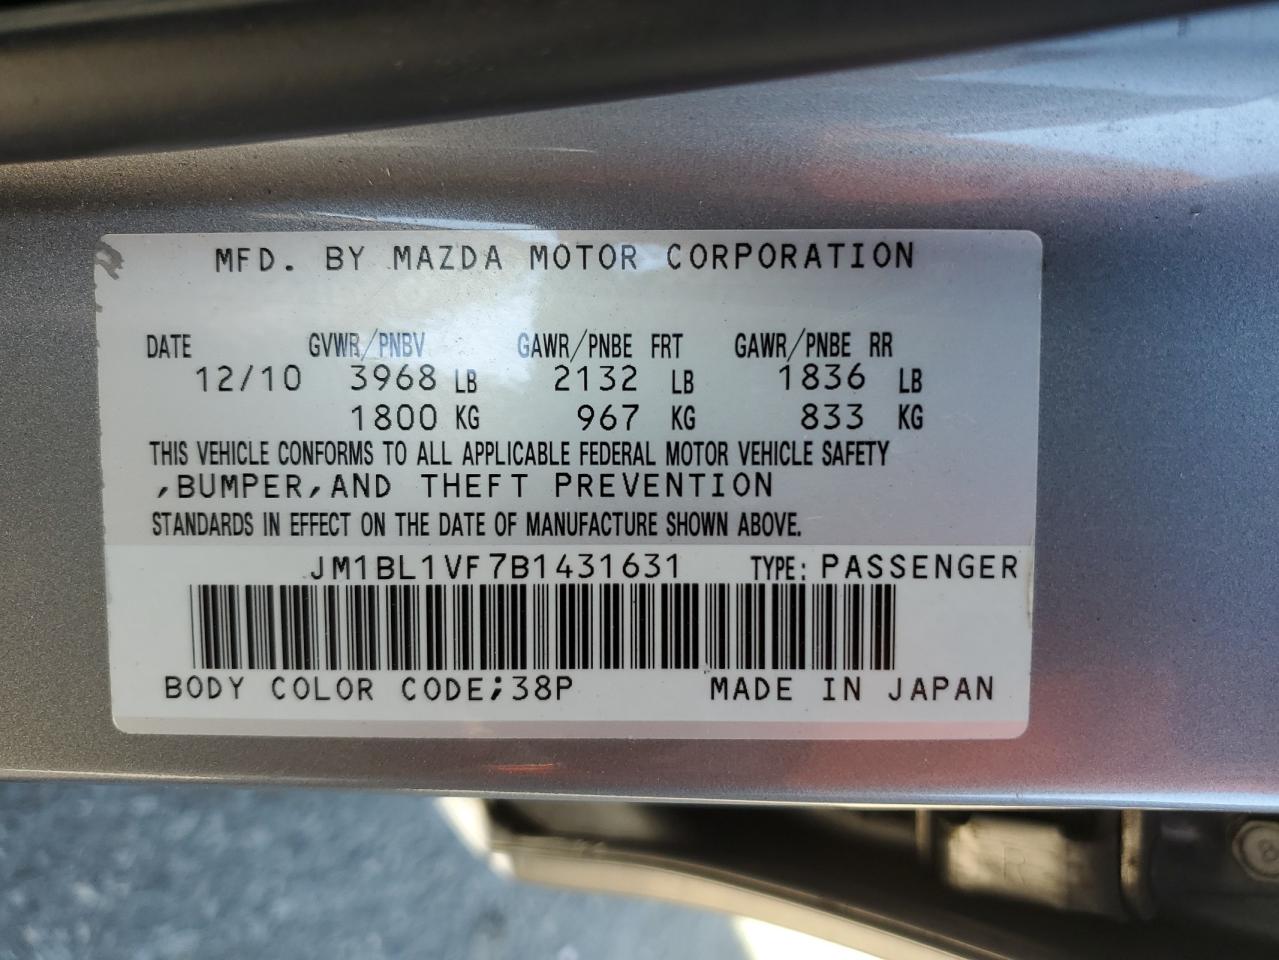 MFD. BY MAZDA MOTOR CORPORATION
DATE GVWR/PNBV GAWR/PNBE FRT GAWR/PNBE RR
12/10 3968 LB 2132 LB 1836 LB
1800 KG 967 KG 833 KG
THIS VEHICLE CONFORMS TO ALL APPLICABLE FEDERAL MOTOR VEHICLE SAFETY
,BUMPER,AND THEFT PREVENTION
STANDARDS IN EFFECT ON THE DATE OF MANUFACTURE SHOWN ABOVE.
JM1BL1VF7B1431631 TYPE: PASSENGER
BODY COLOR CODE;38P MADE IN JAPAN
R 8